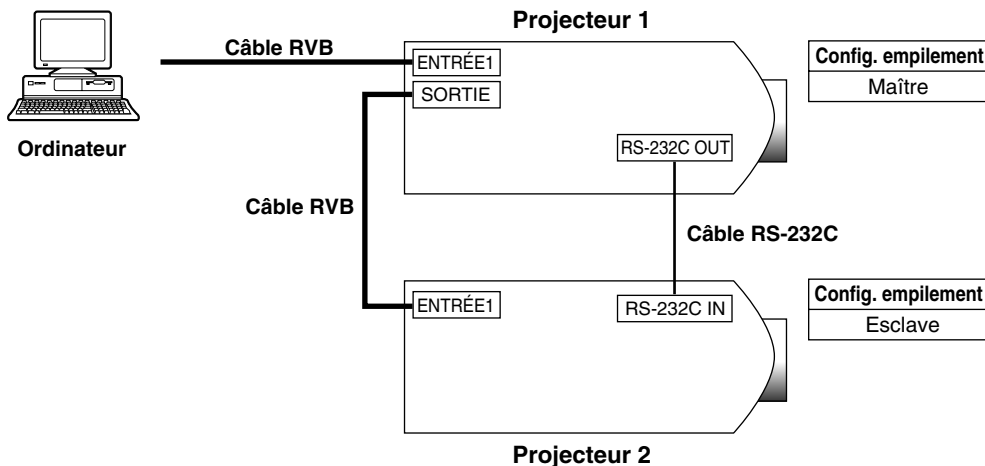 Projecteur 1
Câble RVB
ENTRÉE1
SORTIE
Config. empilement
Maître
Ordinateur
RS-232C OUT
Câble RVB
Câble RS-232C
ENTRÉE1
RS-232C IN
Config. empilement
Esclave
Projecteur 2